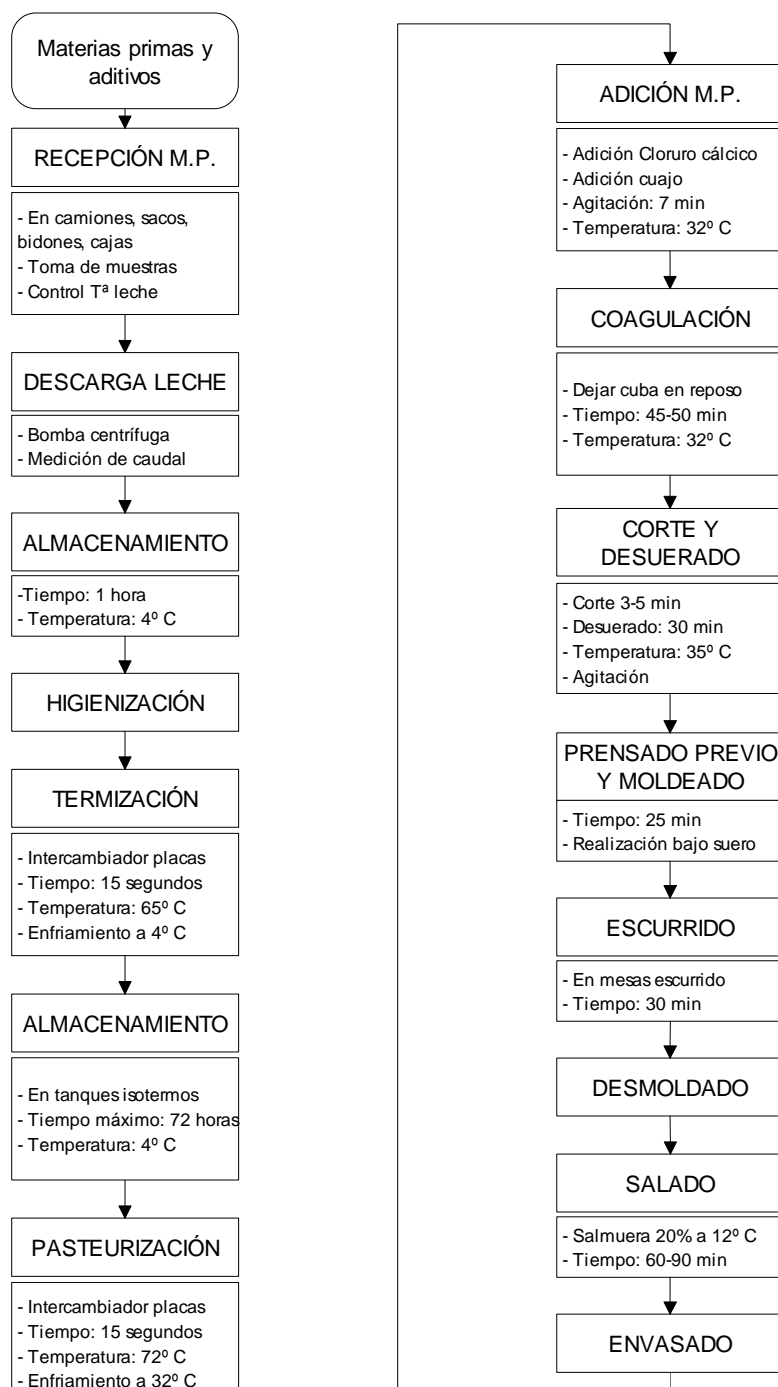 Materias primas y
aditivos
RECEPCIÓN M.P.
- En camiones, sacos,
bidones, cajas
- Toma de muestras
- Control Tª leche
DESCARGA LECHE
- Bomba centrífuga
- Medición de caudal
ALMACENAMIENTO
-Tiempo: 1 hora
- Temperatura: 4º C
HIGIENIZACIÓN
TERMIZACIÓN
- Intercambiador placas
- Tiempo: 15 segundos
- Temperatura: 65º C
- Enfriamiento a 4º C
ALMACENAMIENTO
- En tanques isotermos
- Tiempo máximo: 72 horas
- Temperatura: 4º C
PASTEURIZACIÓN
- Intercambiador placas
- Tiempo: 15 segundos
- Temperatura: 72º C
- Enfriamiento a 32º C
ADICIÓN M.P.
- Adición Cloruro cálcico
- Adición cuajo
- Agitación: 7 min
- Temperatura: 32º C
COAGULACIÓN
- Dejar cuba en reposo
- Tiempo: 45-50 min
- Temperatura: 32º C
CORTE Y
DESUERADO
- Corte 3-5 min
- Desuerado: 30 min
- Temperatura: 35º C
- Agitación
PRENSADO PREVIO
Y MOLDEADO
- Tiempo: 25 min
- Realización bajo suero
ESCURRIDO
- En mesas escurrido
- Tiempo: 30 min
DESMOLDADO
SALADO
- Salmuera 20% a 12º C
- Tiempo: 60-90 min
ENVASADO